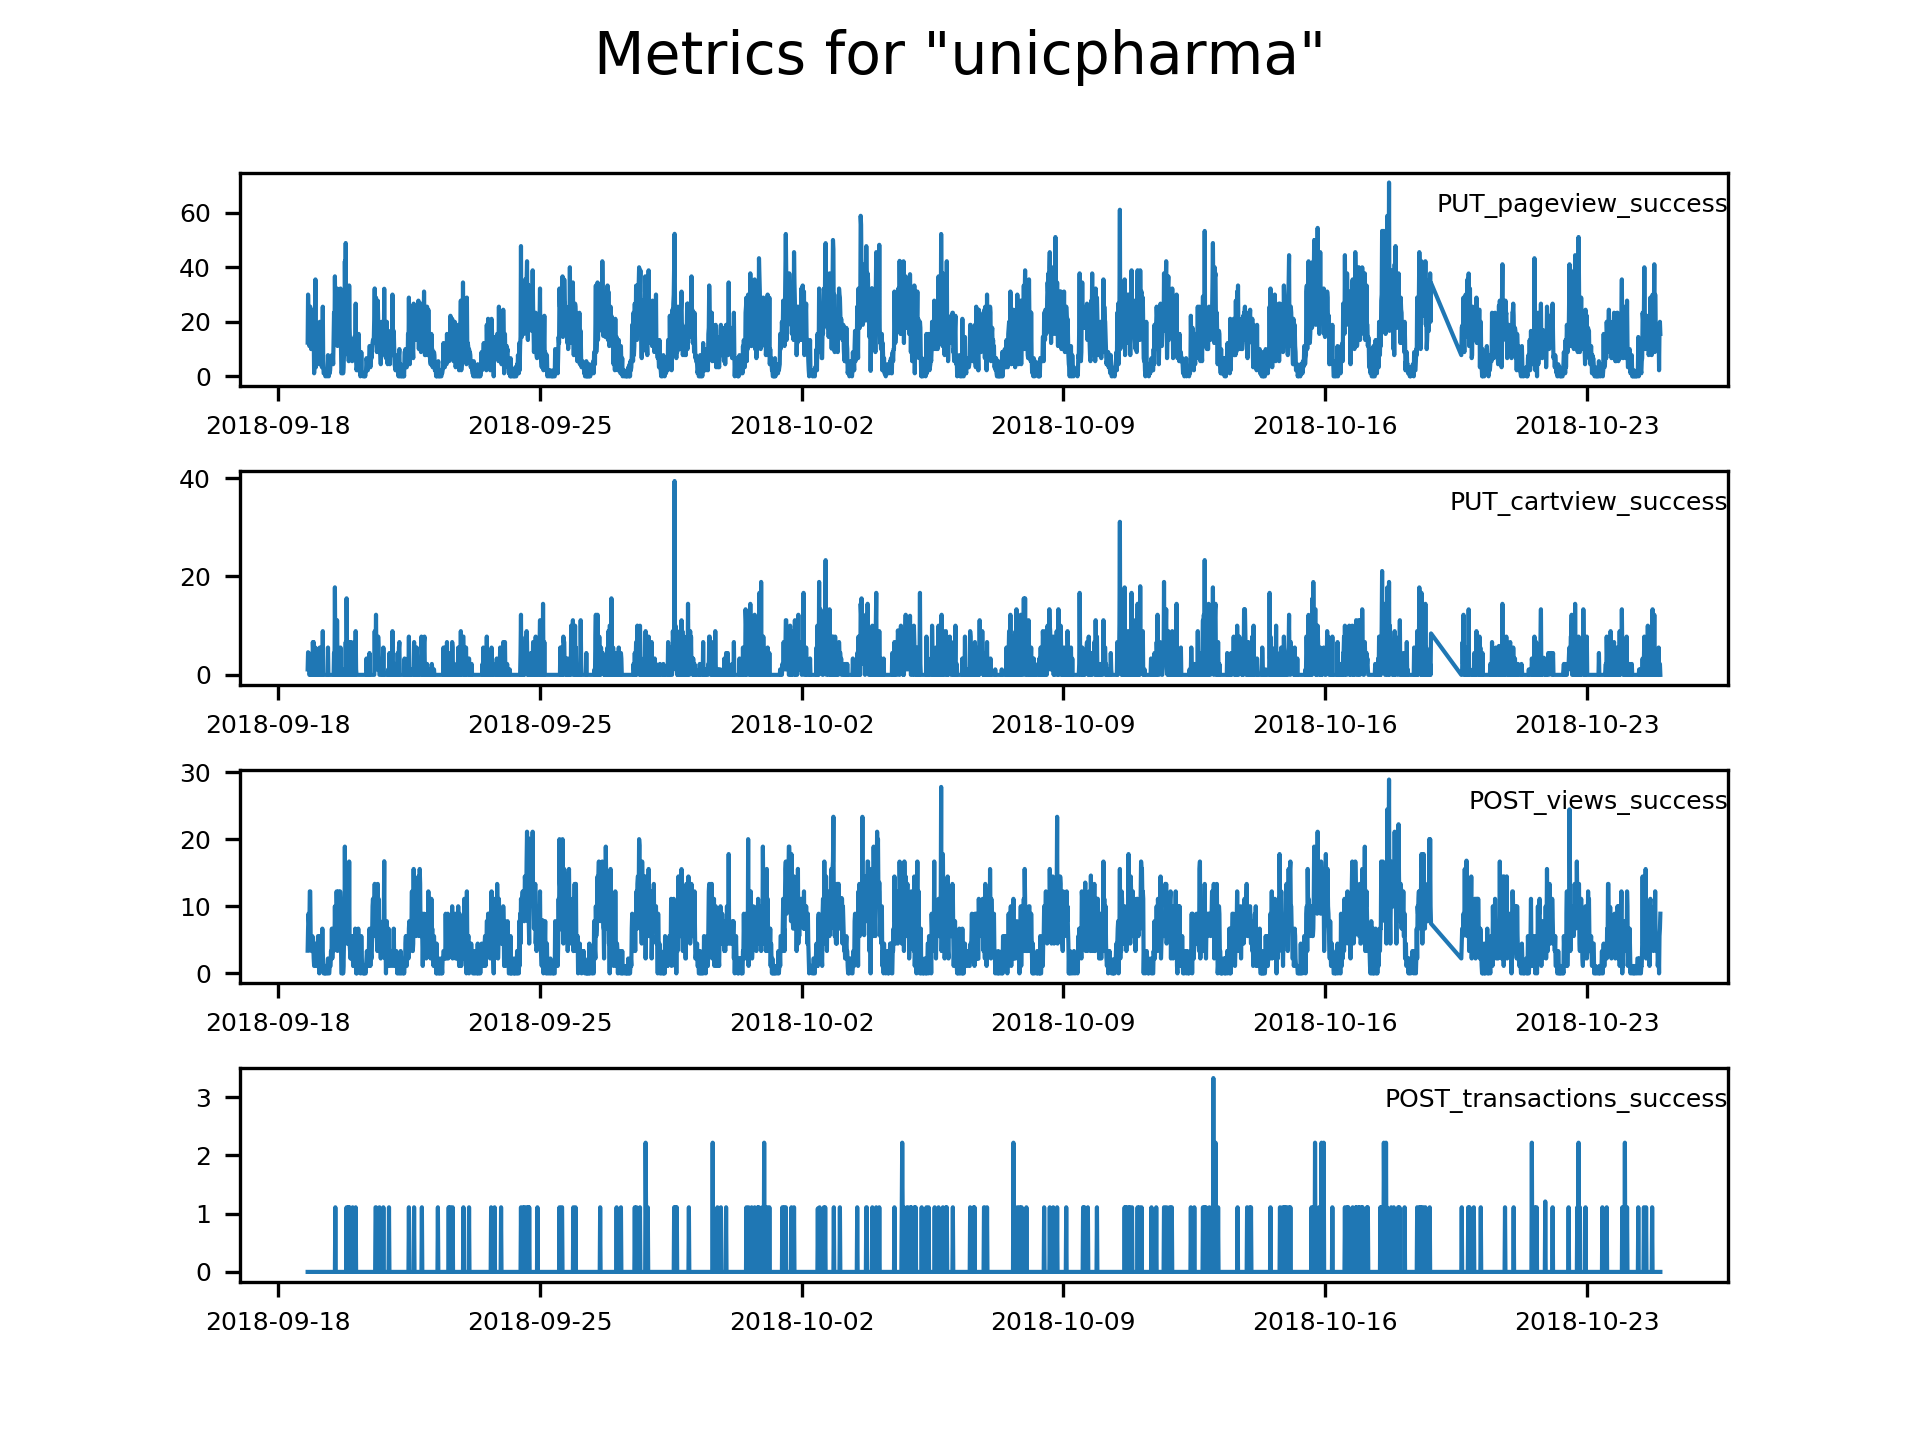 Metrics for "unicpharma"
PUT_pageview_success
60
40
20
0
2018-09-18 2018-09-25 2018-10-02 2018-10-09 2018-10-16 2018-10-23
PUT_cartview_success
40
20
0
2018-09-18 2018-09-25 2018-10-02 2018-10-09 2018-10-16 2018-10-23
POST_views_success
30
20
10
0
2018-09-18 2018-09-25 2018-10-02 2018-10-09 2018-10-16 2018-10-23
POST_transactions_success
3
2
1
0
2018-09-18 2018-09-25 2018-10-02 2018-10-09 2018-10-16 2018-10-23